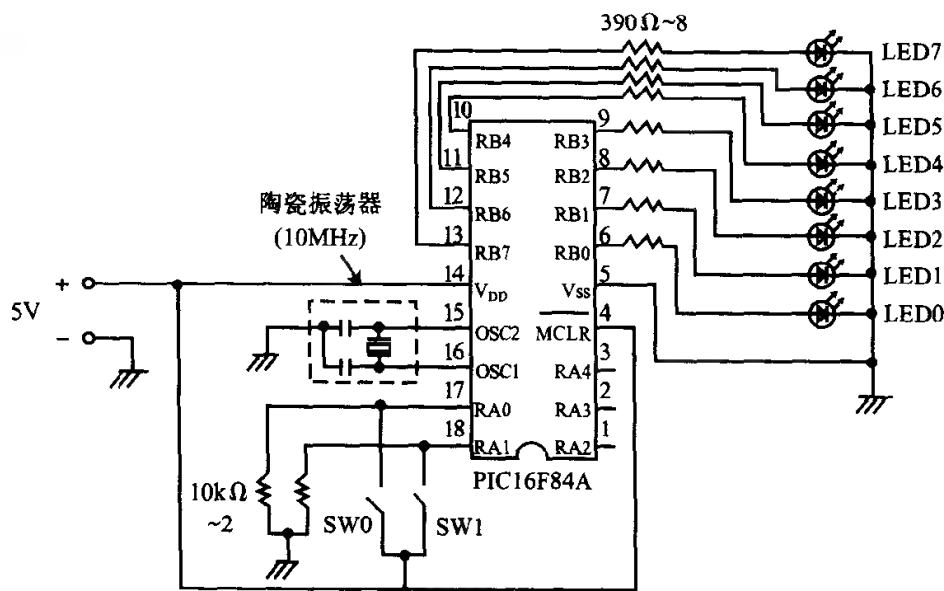 390Ω~8
LED7
LED6
LED5
LED4
LED3
LED2
LED1
LED0
10
RB4
11
RB5
12
RB6
13
RB7
14
VDD
15
OSC2
16
OSC1
17
RA0
18
RA1
9
RB3
8
RB2
7
RB1
6
RB0
5
VSS
4
MCLR
3
RA4
2
RA3
1
RA2
PIC16F84A
陶瓷振荡器
(10MHz)
+
5V
−
10kΩ
~2
SW0
SW1